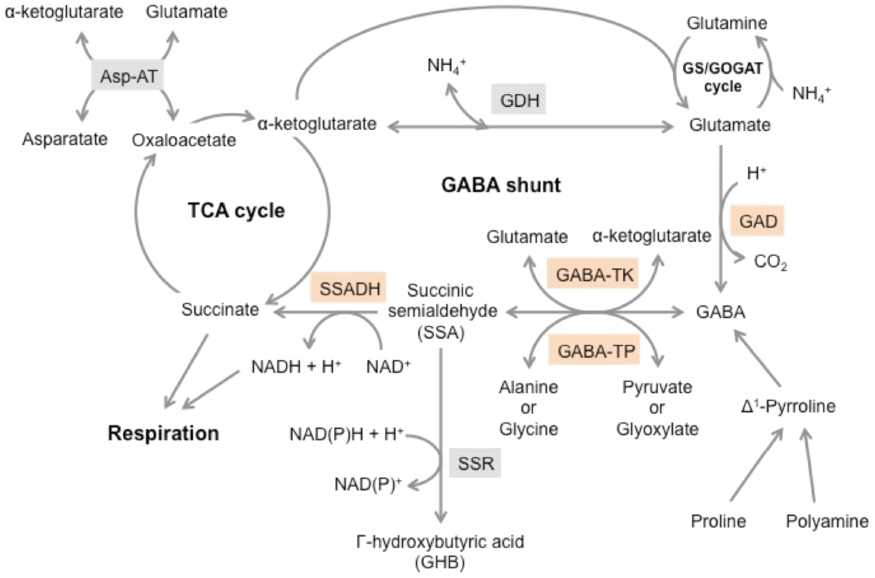 α-ketoglutarate
Glutamate
Asp-AT
Asparatate
Oxaloacetate
α-ketoglutarate
NH₄⁺
GDH
Glutamine
GS/GOGAT
cycle
NH₄⁺
Glutamate
TCA cycle
GABA shunt
H⁺
GAD
CO₂
Glutamate
α-ketoglutarate
GABA-TK
SSADH
Succinate
Succinic
semialdehyde
(SSA)
GABA
GABA-TP
NADH + H⁺
NAD⁺
Alanine
or
Glycine
Pyruvate
or
Glyoxylate
Δ¹-Pyrroline
Respiration
NAD(P)H + H⁺
SSR
NAD(P)⁺
Proline
Polyamine
Γ-hydroxybutyric acid
(GHB)